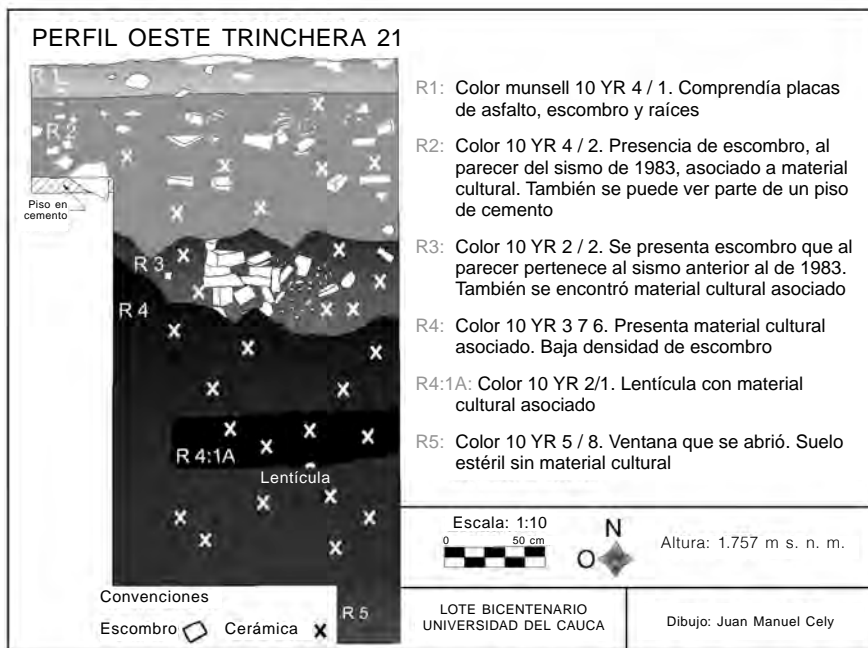 PERFIL OESTE TRINCHERA 21
R 1
R 2
Piso en
cemento
R 3
R 4
R 4:1A
Lentícula
R 5
Convenciones
Escombro
Cerámica X
R1: Color munsell 10 YR 4 / 1. Comprendía placas
de asfalto, escombro y raíces
R2: Color 10 YR 4 / 2. Presencia de escombro, al
parecer del sismo de 1983, asociado a material
cultural. También se puede ver parte de un piso
de cemento
R3: Color 10 YR 2 / 2. Se presenta escombro que al
parecer pertenece al sismo anterior al de 1983.
También se encontró material cultural asociado
R4: Color 10 YR 3 7 6. Presenta material cultural
asociado. Baja densidad de escombro
R4:1A: Color 10 YR 2/1. Lentícula con material
cultural asociado
R5: Color 10 YR 5 / 8. Ventana que se abrió. Suelo
estéril sin material cultural
Escala: 1:10
0 50 cm
N
O
Altura: 1.757 m s. n. m.
LOTE BICENTENARIO
UNIVERSIDAD DEL CAUCA
Dibujo: Juan Manuel Cely